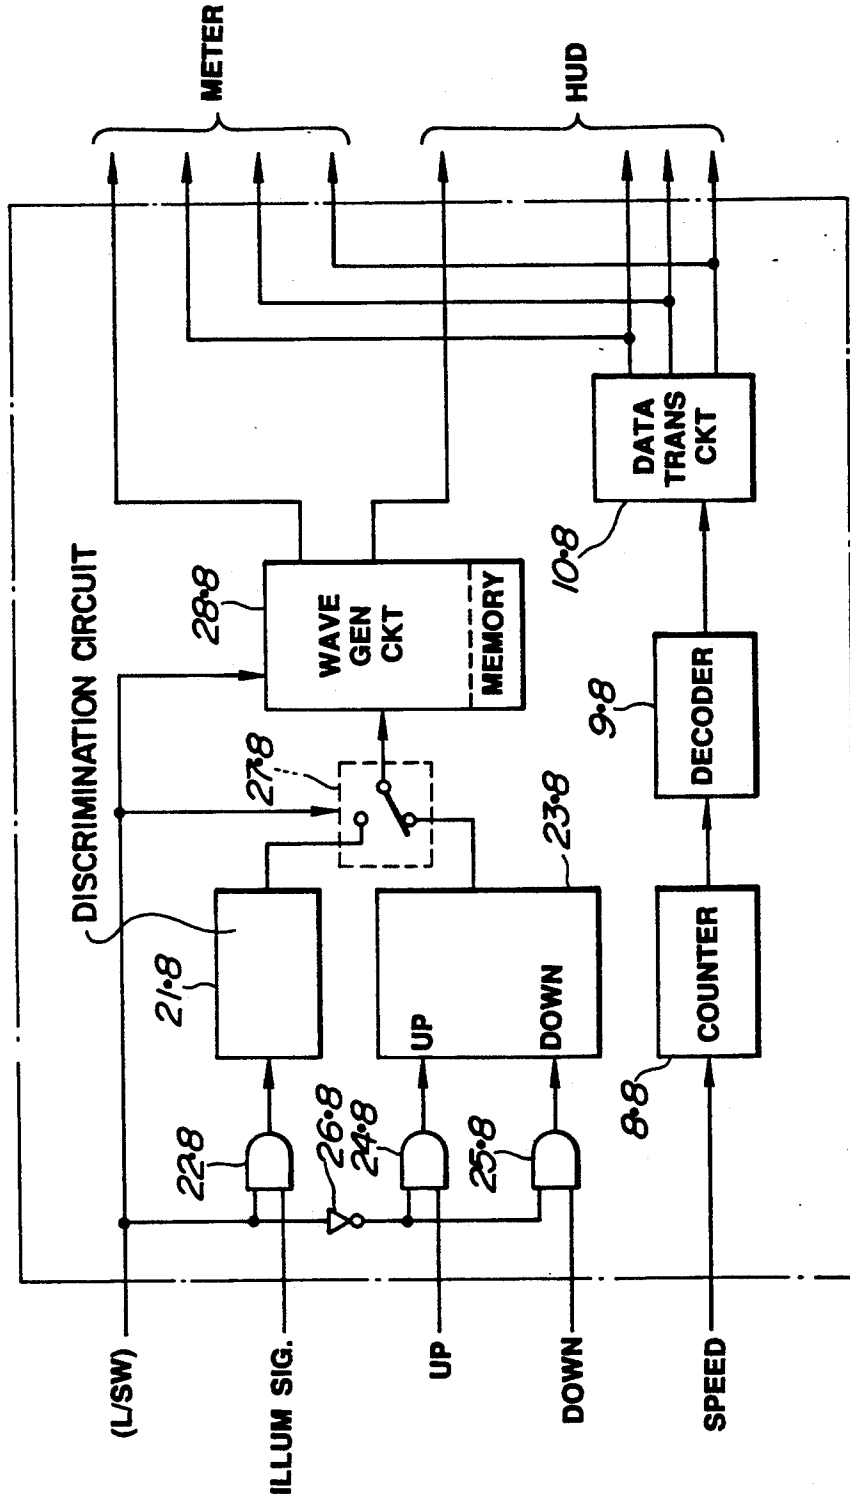 METER
HUD
DISCRIMINATION CIRCUIT
28•8
WAVE
GEN
CKT
MEMORY
27•8
21•8
22•8
26•8
24•8
25•8
UP
DOWN
23•8
DATA
TRANS
CKT
10•8
DECODER
9•8
COUNTER
8•8
(L/SW)
ILLUM SIG.
UP
DOWN
SPEED